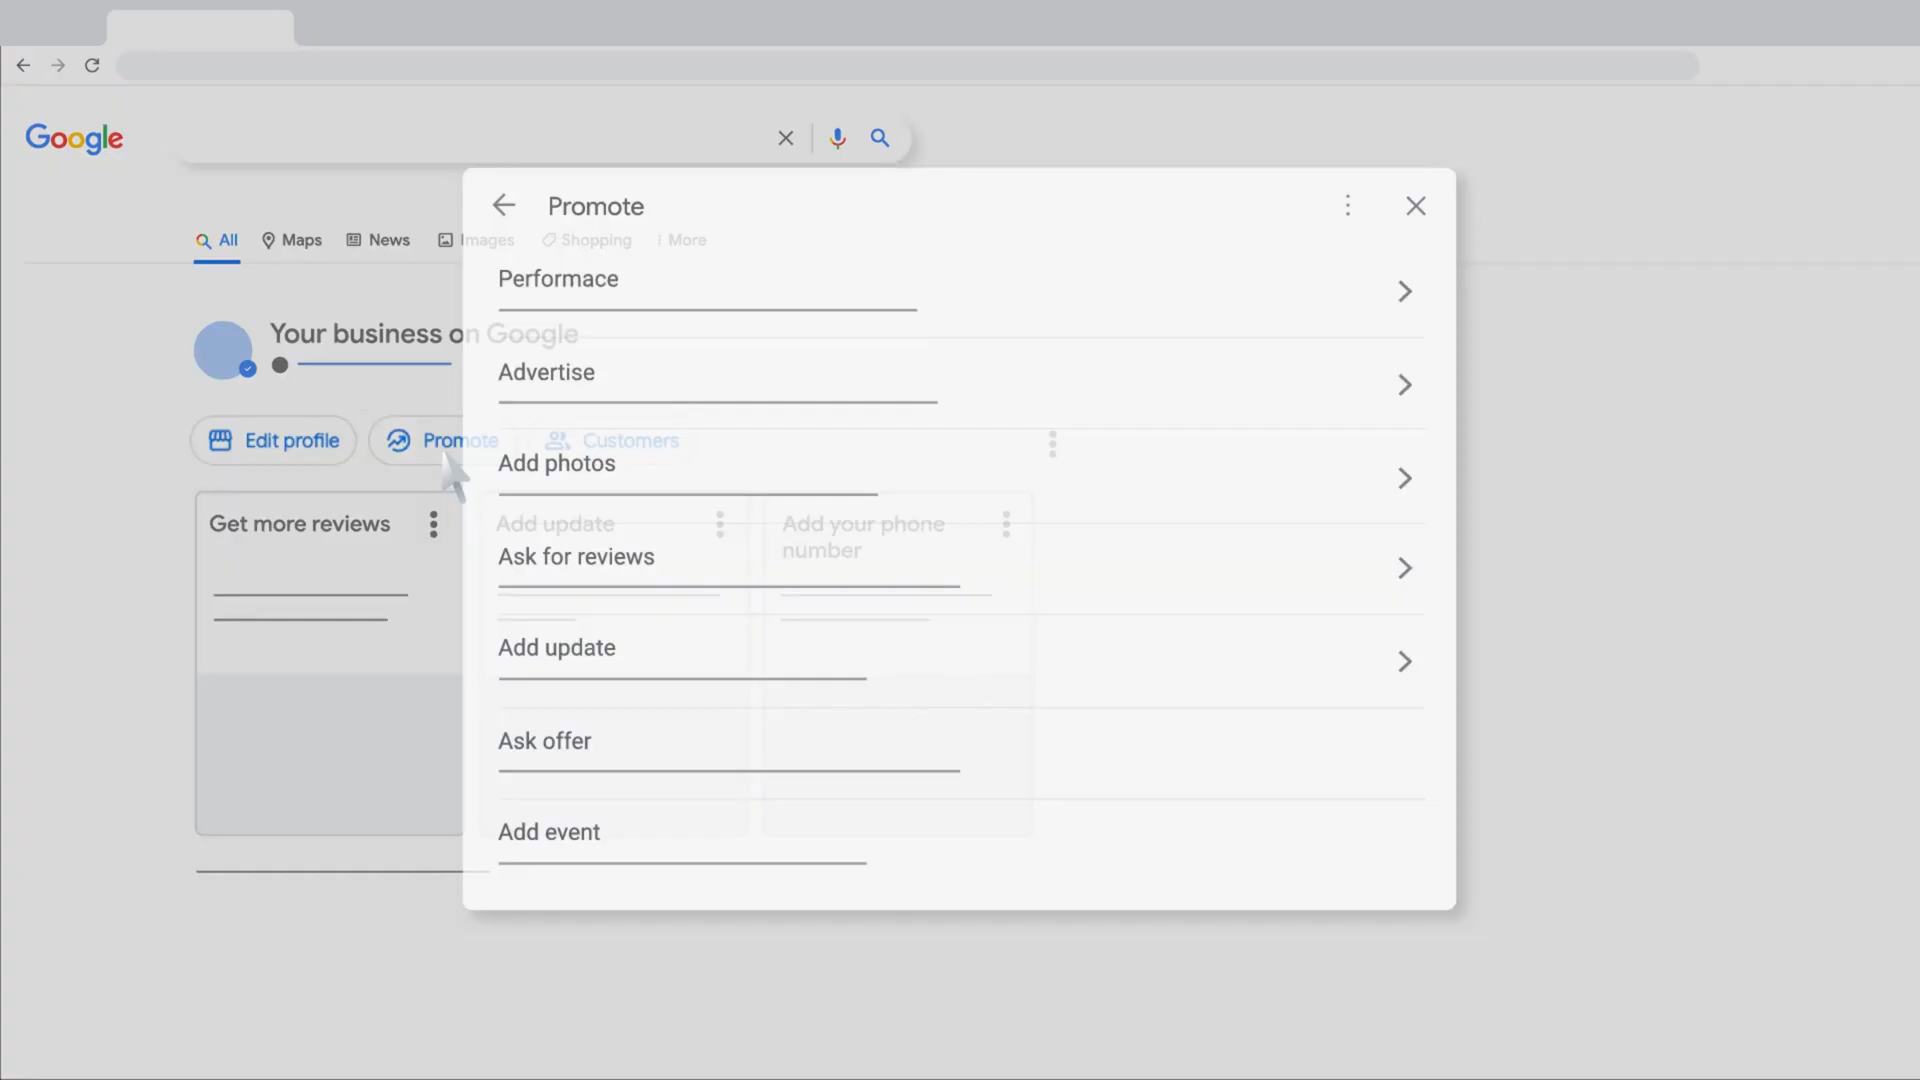 Google
Promote
All Maps News Images Shopping More
Performace
Your business on Google
Advertise
Edit profile Promote Customers
Add photos
Get more reviews
Add update
Add your phone
number
Ask for reviews
Add update
Ask offer
Add event